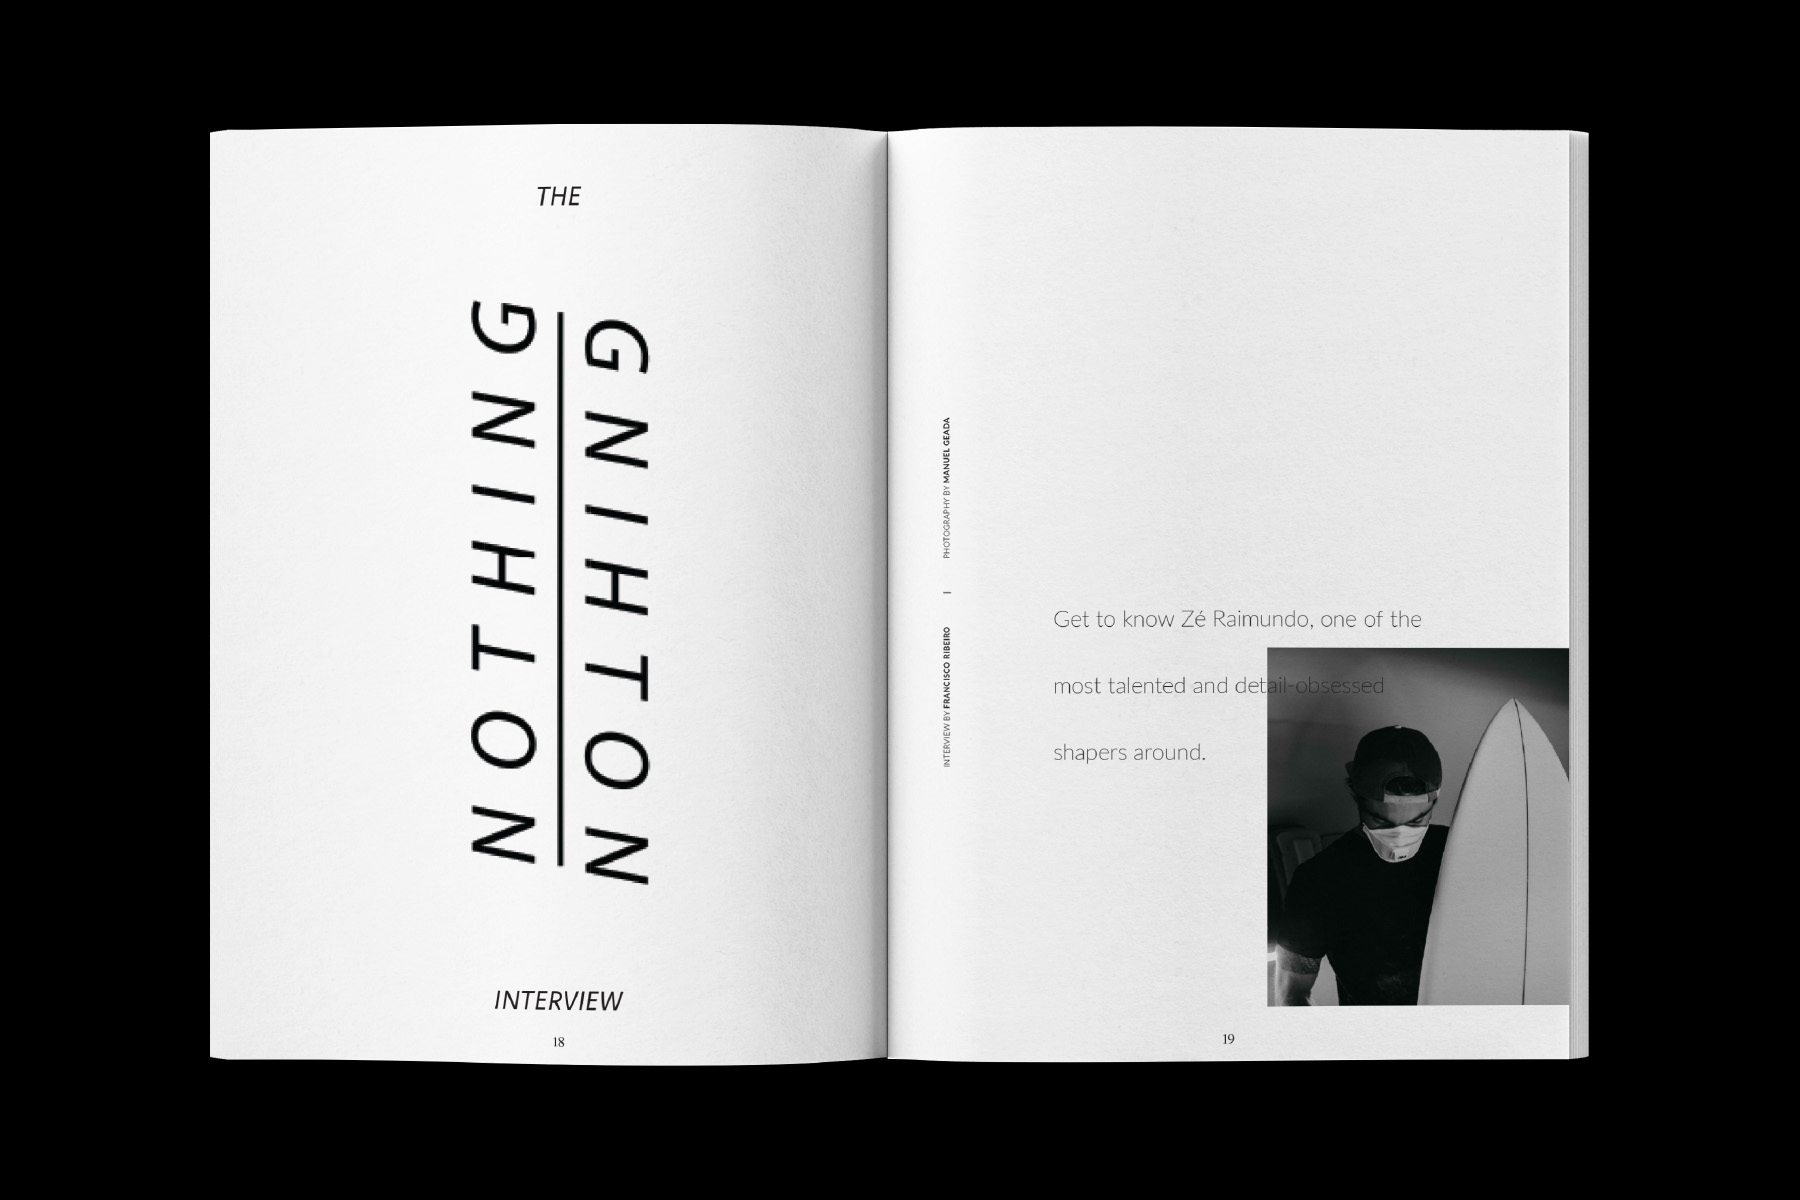 THE
NOTHING
GNIHTON
INTERVIEW
18
INTERVIEW BY FRANCISCO RIBEIRO | PHOTOGRAPHY BY MANUEL GEADA
Get to know Zé Raimundo, one of the
most talented and detail-obsessed
shapers around.
19